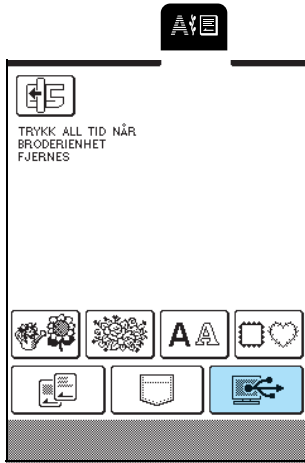 TRYKK ALL TID NÅR
BRODERIENHET
FJERNES
A A